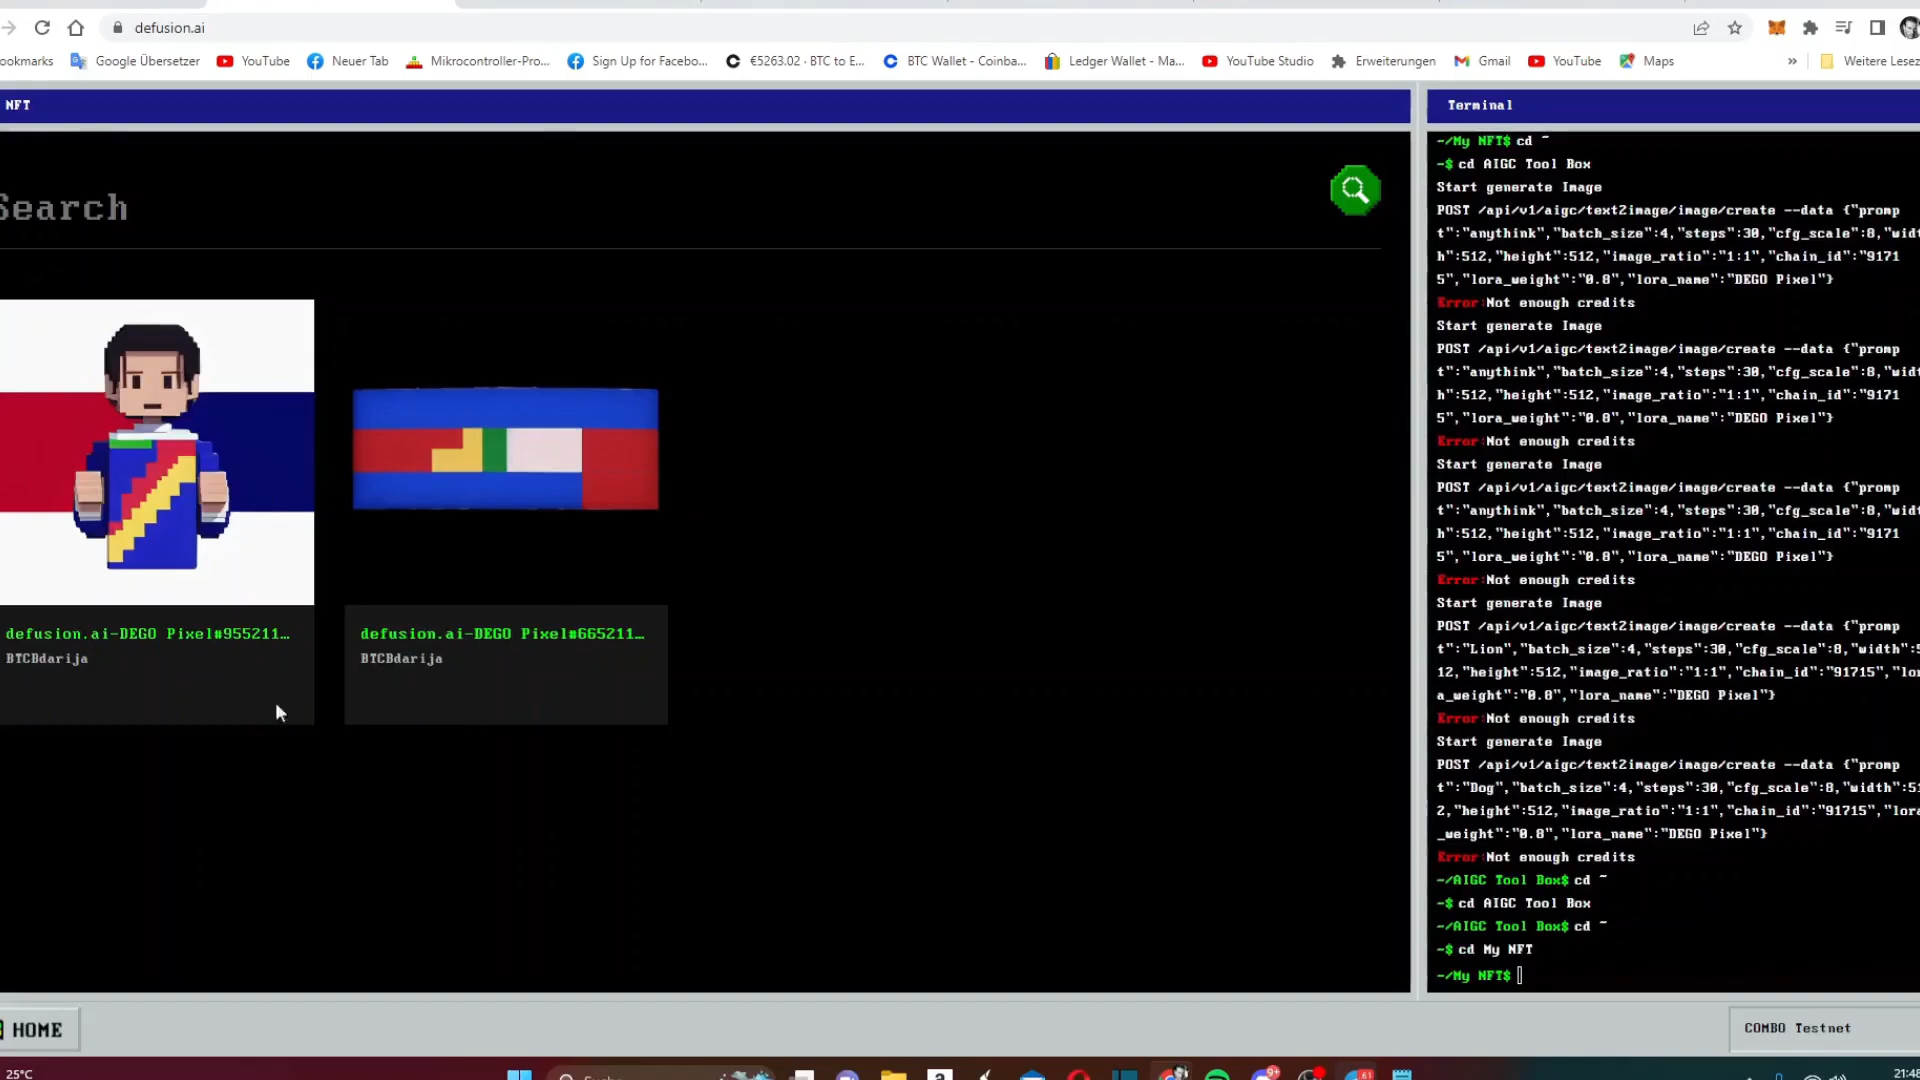 defusion.ai
ookmarks Google Übersetzer YouTube Neuer Tab Mikrocontroller-Pro... Sign Up for Facebo... €5263.02 · BTC to E... BTC Wallet - Coinba... Ledger Wallet - Ma... YouTube Studio Erweiterungen Gmail YouTube Maps » Weitere Lesez
NFT
Search
defusion.ai-DEGO Pixel#955211…
BTCBdarija
defusion.ai-DEGO Pixel#665211…
BTCBdarija
Terminal
~/My NFT$ cd ~
~$ cd AIGC Tool Box
Start generate Image
POST /api/v1/aigc/text2image/image/create --data {"promp
t":"anythink","batch_size":4,"steps":30,"cfg_scale":8,"widt
h":512,"height":512,"image_ratio":"1:1","chain_id":"9171
5","lora_weight":"0.8","lora_name":"DEGO Pixel"}
Error:Not enough credits
Start generate Image
POST /api/v1/aigc/text2image/image/create --data {"promp
t":"anythink","batch_size":4,"steps":30,"cfg_scale":8,"widt
h":512,"height":512,"image_ratio":"1:1","chain_id":"9171
5","lora_weight":"0.8","lora_name":"DEGO Pixel"}
Error:Not enough credits
Start generate Image
POST /api/v1/aigc/text2image/image/create --data {"promp
t":"anythink","batch_size":4,"steps":30,"cfg_scale":8,"widt
h":512,"height":512,"image_ratio":"1:1","chain_id":"9171
5","lora_weight":"0.8","lora_name":"DEGO Pixel"}
Error:Not enough credits
Start generate Image
POST /api/v1/aigc/text2image/image/create --data {"promp
t":"Lion","batch_size":4,"steps":30,"cfg_scale":8,"width":5
12,"height":512,"image_ratio":"1:1","chain_id":"91715","lor
a_weight":"0.8","lora_name":"DEGO Pixel"}
Error:Not enough credits
Start generate Image
POST /api/v1/aigc/text2image/image/create --data {"promp
t":"Dog","batch_size":4,"steps":30,"cfg_scale":8,"width":51
2,"height":512,"image_ratio":"1:1","chain_id":"91715","lora
_weight":"0.8","lora_name":"DEGO Pixel"}
Error:Not enough credits
~/AIGC Tool Box$ cd ~
~$ cd AIGC Tool Box
~/AIGC Tool Box$ cd ~
~$ cd My NFT
~/My NFT$
HOME
COMBO Testnet
25°C
9+
61
21:48